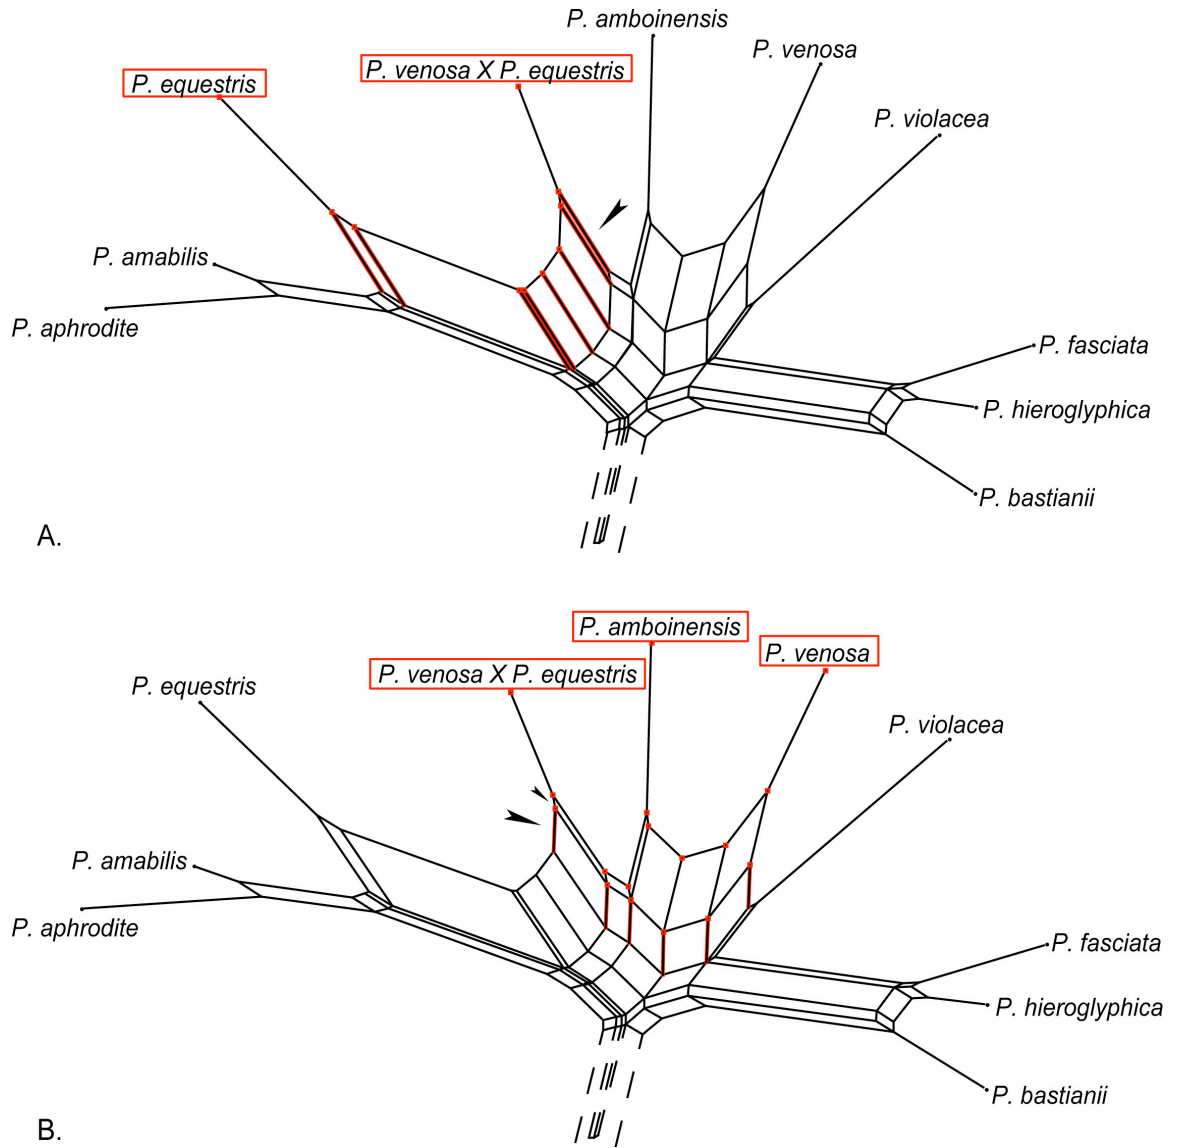 P. amboinensis
P. venosa
P. venosa X P. equestris
P. equestris
P. violacea
P. amabilis
P. aphrodite
P. fasciata
P. hieroglyphica
P. bastianii
A.
P. amboinensis
P. venosa
P. venosa X P. equestris
P. equestris
P. violacea
P. amabilis
P. aphrodite
P. fasciata
P. hieroglyphica
P. bastianii
B.